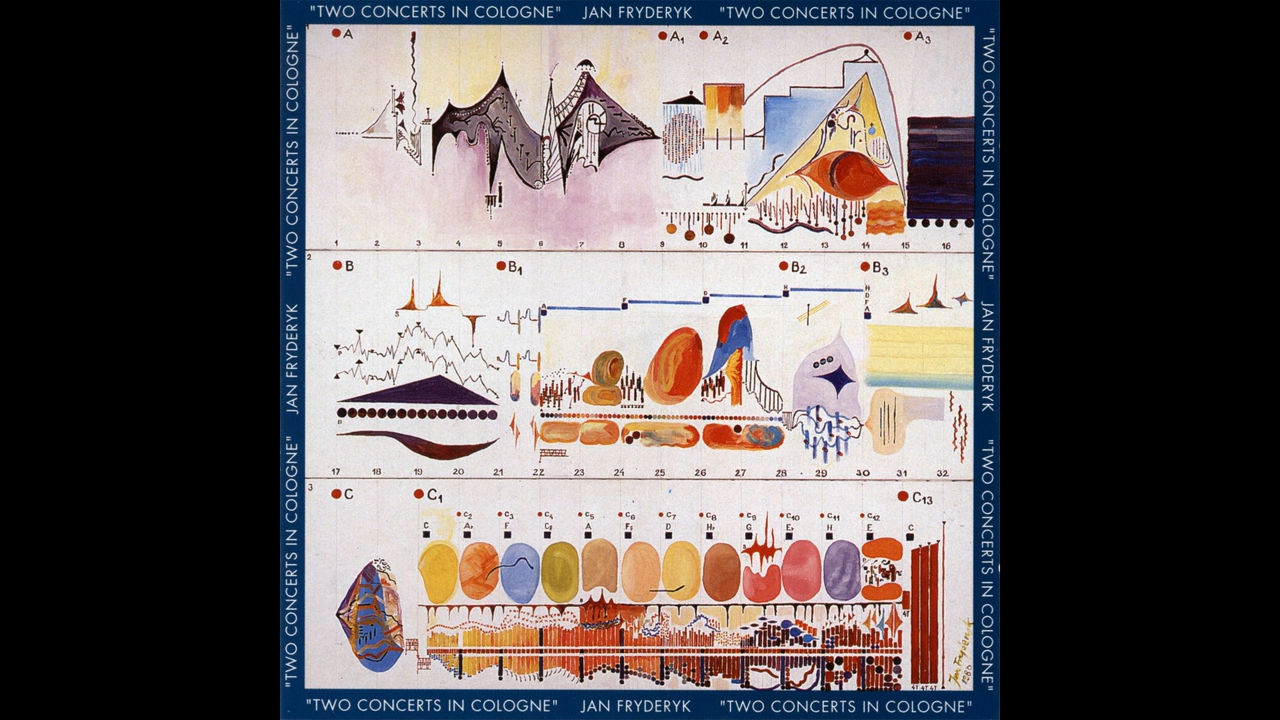 "TWO CONCERTS IN COLOGNE" JAN FRYDERYK "TWO CONCERTS IN COLOGNE"
"TWO CONCERTS IN COLOGNE" JAN FRYDERYK "TWO CONCERTS IN COLOGNE"
"TWO CONCERTS IN COLOGNE" JAN FRYDERYK "TWO CONCERTS IN COLOGNE"
A A1 A2 A3
1 2 3 4 5 6 7 8 9 10 11 12 13 14 15 16
2
B B1 B2 B3
17 18 19 20 21 22 23 24 25 26 27 28 29 30 31 32
3
C C1 C13
C2 C3 C4 C5 C6 C7 C8 C9 C10 C11 C12
Jan Fryderyk
"TWO CONCERTS IN COLOGNE" JAN FRYDERYK "TWO CONCERTS IN COLOGNE"